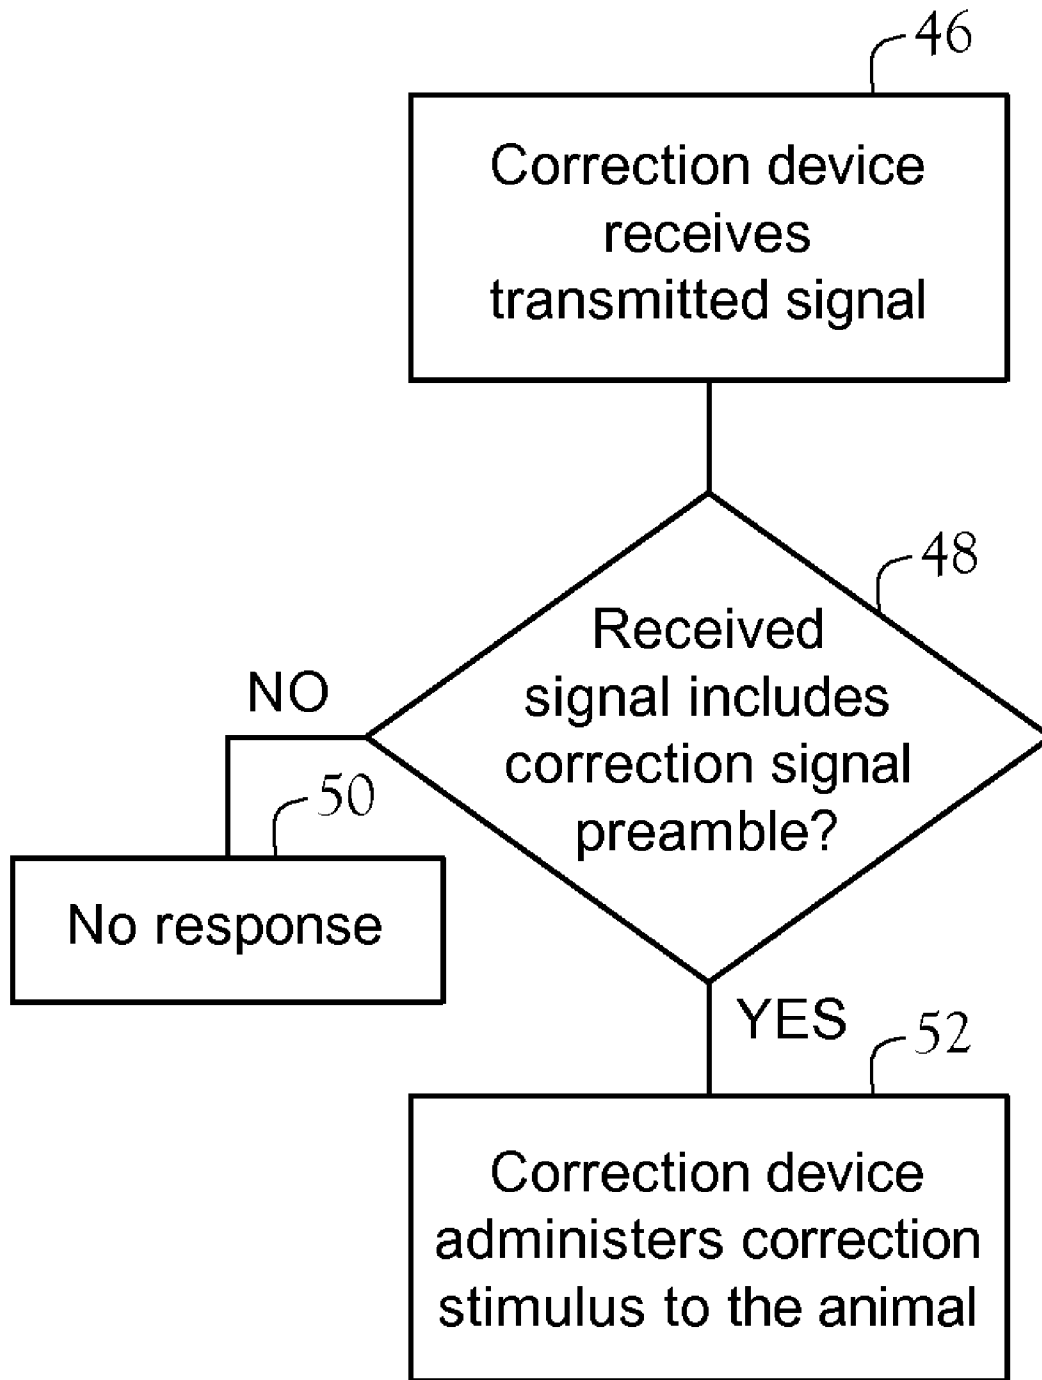 46
Correction device
receives
transmitted signal
48
Received
signal includes
correction signal
preamble?
NO
50
No response
YES
52
Correction device
administers correction
stimulus to the animal